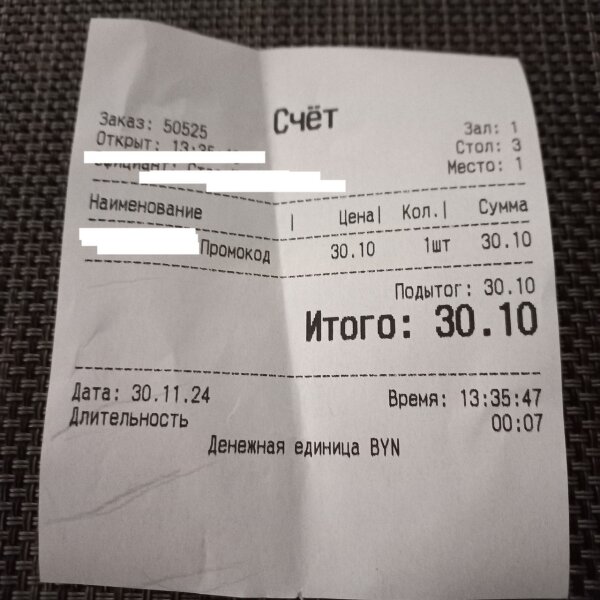 Счёт
Заказ: 50525
Зал: 1
Открыт: 13:35
Стол: 3
Официант:
Место: 1
Наименование | Цена| Кол.| Сумма
Промокод 30.10 1шт 30.10
Подытог: 30.10
Итого: 30.10
Дата: 30.11.24 Время: 13:35:47
Длительность 00:07
Денежная единица BYN